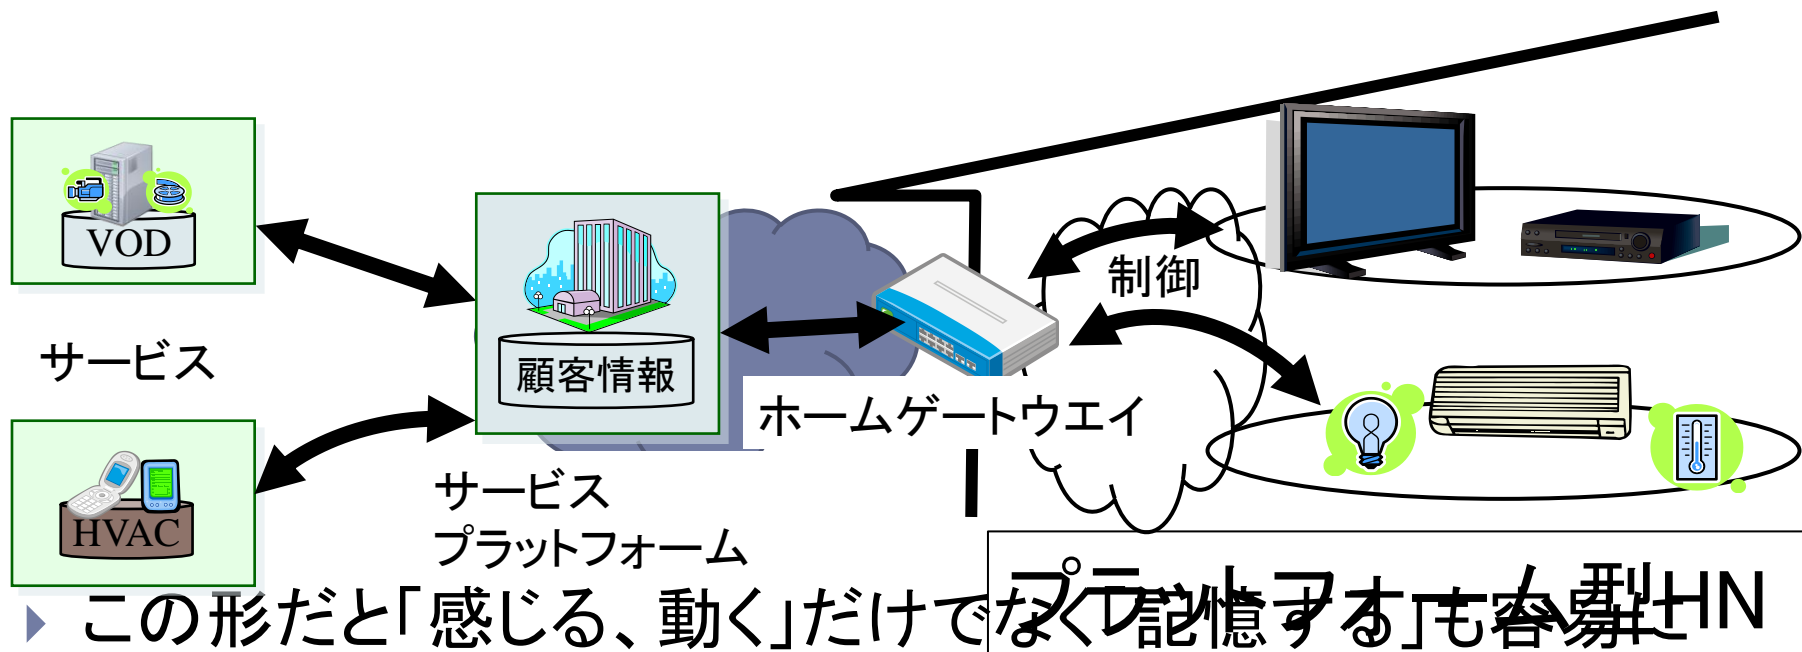 VOD
サービス
HVAC
顧客情報
サービス
プラットフォーム
ホームゲートウエイ
制御
プラットフォーム型HN
この形だと「感じる、動く」だけでなく「記憶する」も容易に